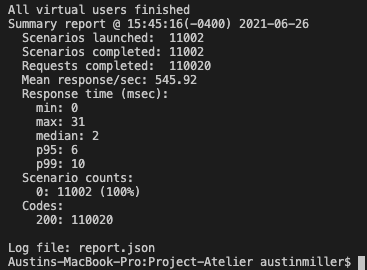 All virtual users finished
Summary report @ 15:45:16(-0400) 2021-06-26
Scenarios launched:  11002
Scenarios completed: 11002
Requests completed:  110020
Mean response/sec: 545.92
Response time (msec):
min: 0
max: 31
median: 2
p95: 6
p99: 10
Scenario counts:
0: 11002 (100%)
Codes:
200: 110020
Log file: report.json
Austins-MacBook-Pro:Project-Atelier austinmiller$